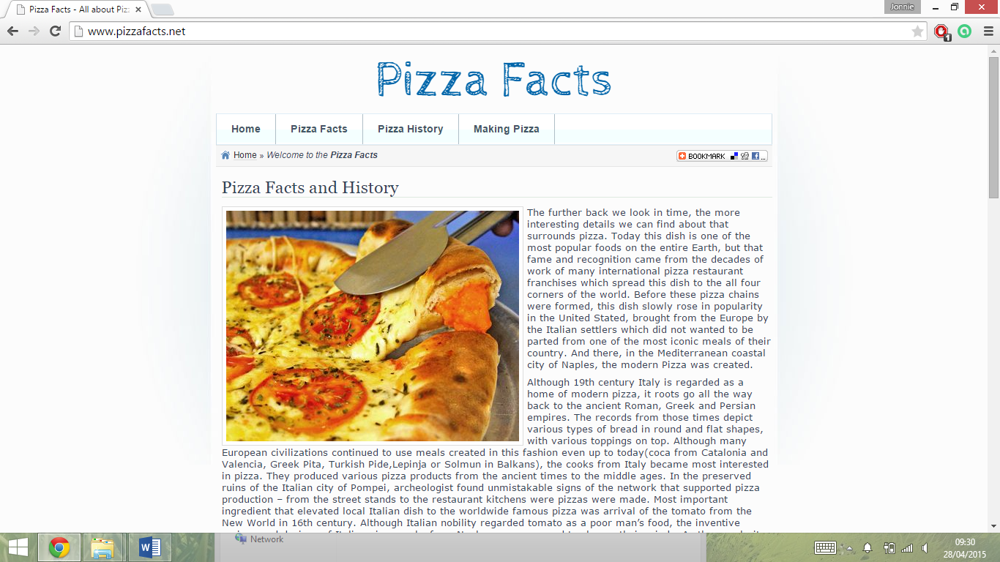 Pizza Facts - All about Piz
Jonnie
www.pizzafacts.net
1
Pizza Facts
Home
Pizza Facts
Pizza History
Making Pizza
Home » Welcome to the Pizza Facts
BOOKMARK
Pizza Facts and History
The further back we look in time, the more
interesting details we can find about that
surrounds pizza. Today this dish is one of the
most popular foods on the entire Earth, but that
fame and recognition came from the decades of
work of many international pizza restaurant
franchises which spread this dish to the all four
corners of the world. Before these pizza chains
were formed, this dish slowly rose in popularity
in the United Stated, brought from the Europe by
the Italian settlers which did not wanted to be
parted from one of the most iconic meals of their
country. And there, in the Mediterranean coastal
city of Naples, the modern Pizza was created.
Although 19th century Italy is regarded as a
home of modern pizza, it roots go all the way
back to the ancient Roman, Greek and Persian
empires. The records from those times depict
various types of bread in round and flat shapes,
with various toppings on top. Although many
European civilizations continued to use meals created in this fashion even up to today(coca from Catalonia and
Valencia, Greek Pita, Turkish Pide,Lepinja or Solmun in Balkans), the cooks from Italy became most interested
in pizza. They produced various pizza products from the ancient times to the middle ages. In the preserved
ruins of the Italian city of Pompei, archeologist found unmistakable signs of the network that supported pizza
production – from the street stands to the restaurant kitchens were pizzas were made. Most important
ingredient that elevated local Italian dish to the worldwide famous pizza was arrival of the tomato from the
New World in 16th century. Although Italian nobility regarded tomato as a poor man's food, the inventive
Network
09:30
28/04/2015